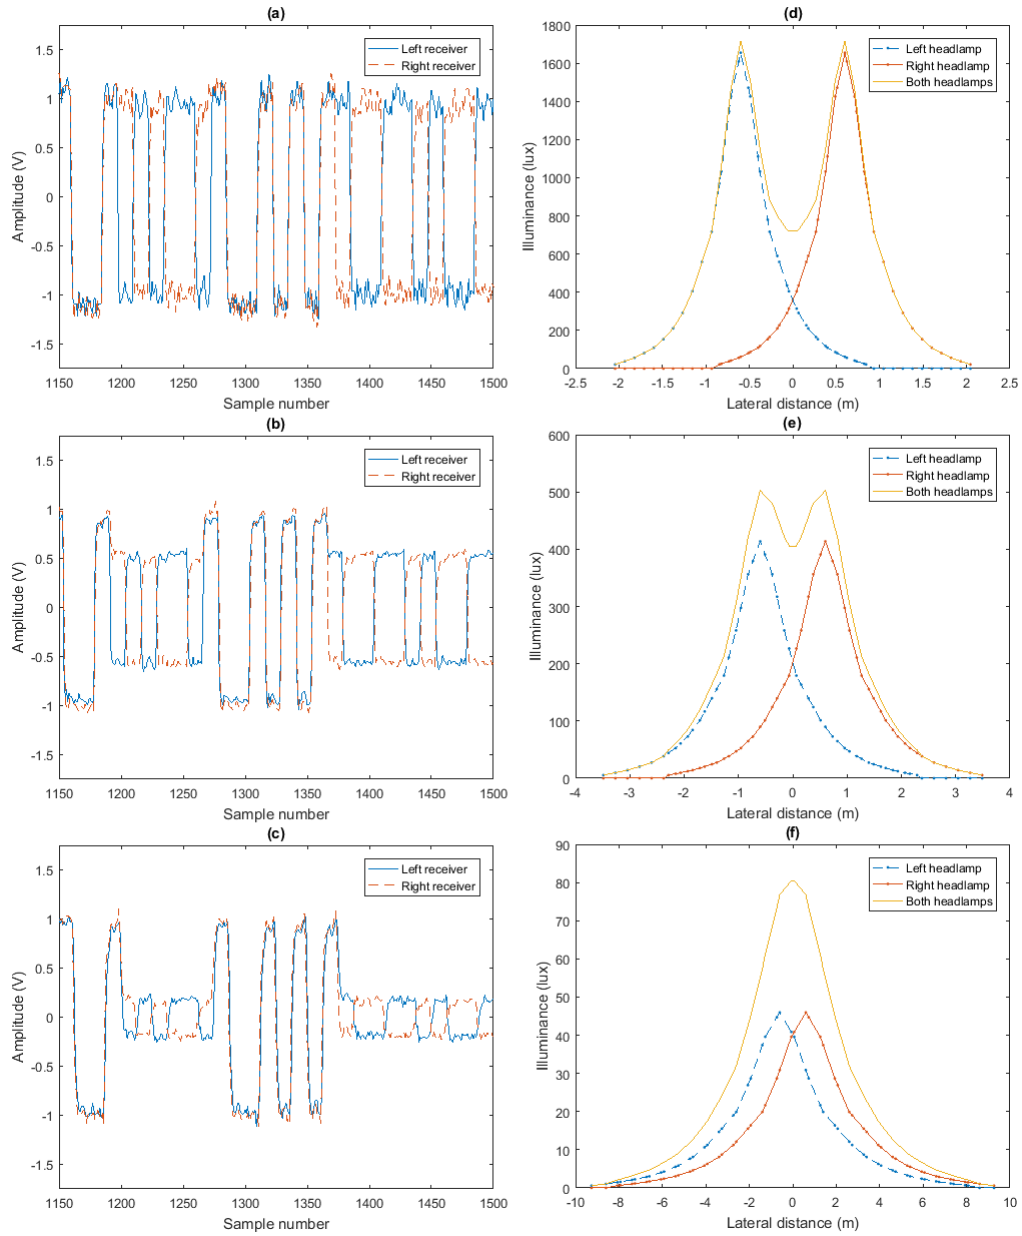 (a)
1.5
1
0.5
0
-0.5
-1
-1.5
Amplitude (V)
Left receiver
Right receiver
1150 1200 1250 1300 1350 1400 1450 1500
Sample number
(d)
1800
1600
1400
1200
1000
800
600
400
200
0
Illuminance (lux)
Left headlamp
Right headlamp
Both headlamps
-2.5 -2 -1.5 -1 -0.5 0 0.5 1 1.5 2 2.5
Lateral distance (m)
(b)
1.5
1
0.5
0
-0.5
-1
-1.5
Amplitude (V)
Left receiver
Right receiver
1150 1200 1250 1300 1350 1400 1450 1500
Sample number
(e)
600
500
400
300
200
100
0
Illuminance (lux)
Left headlamp
Right headlamp
Both headlamps
-4 -3 -2 -1 0 1 2 3 4
Lateral distance (m)
(c)
1.5
1
0.5
0
-0.5
-1
-1.5
Amplitude (V)
Left receiver
Right receiver
1150 1200 1250 1300 1350 1400 1450 1500
Sample number
(f)
90
80
70
60
50
40
30
20
10
0
Illuminance (lux)
Left headlamp
Right headlamp
Both headlamps
-10 -8 -6 -4 -2 0 2 4 6 8 10
Lateral distance (m)